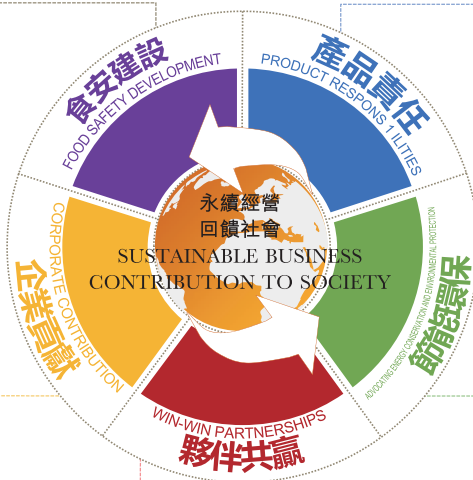 食安建設
FOOD SAFETY DEVELOPMENT
產品責任
PRODUCT RESPONS 1 ILITIES
永續經營
回饋社會
SUSTAINABLE BUSINESS
CONTRIBUTION TO SOCIETY
節能環保
ADVOCATING ENERGY CONSERVATION AND ENVIRONMENTAL PROTECTION
企業貢獻
CORPORATE CONTRIBUTION
WIN-WIN PARTNERSHIPS
夥伴共贏